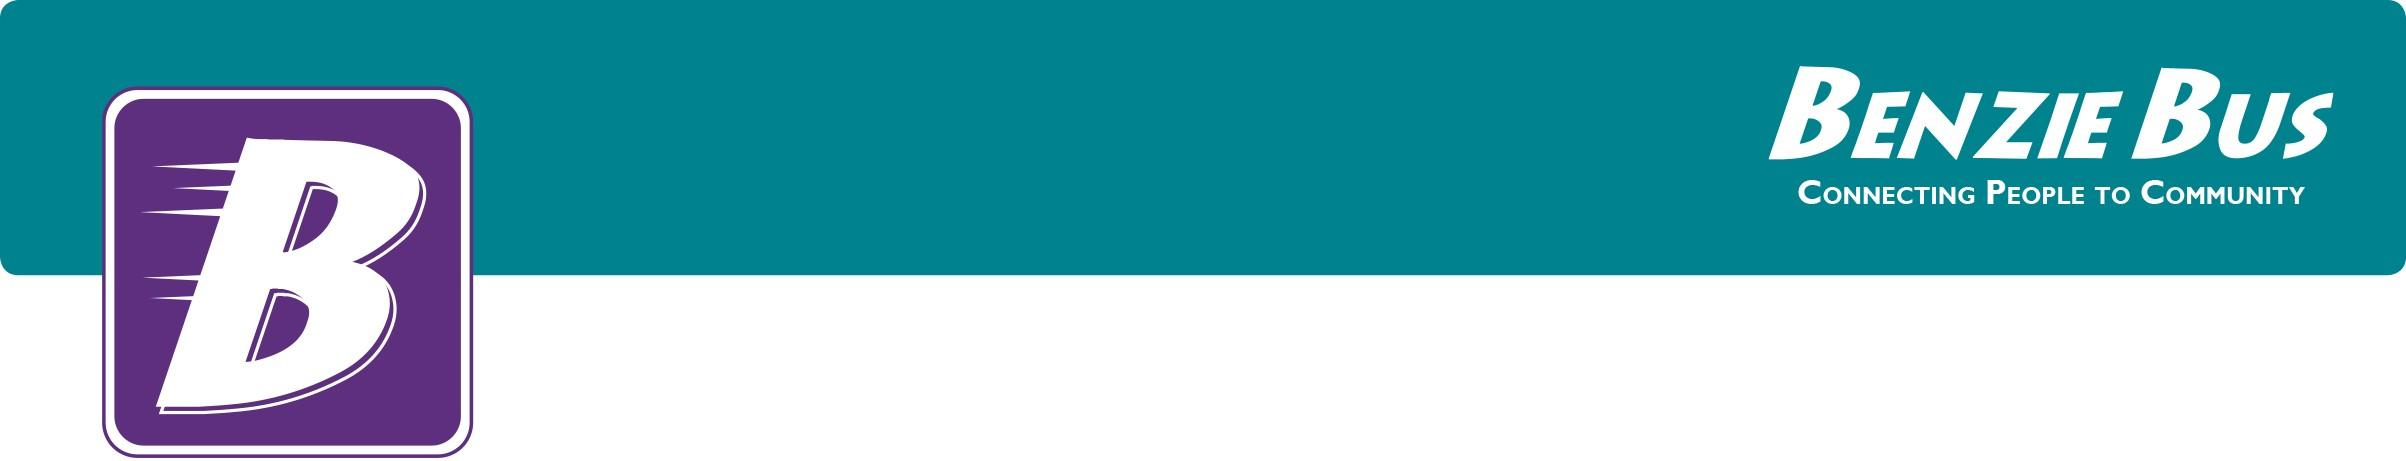 BENZIE BUS
CONNECTING PEOPLE TO COMMUNITY
B